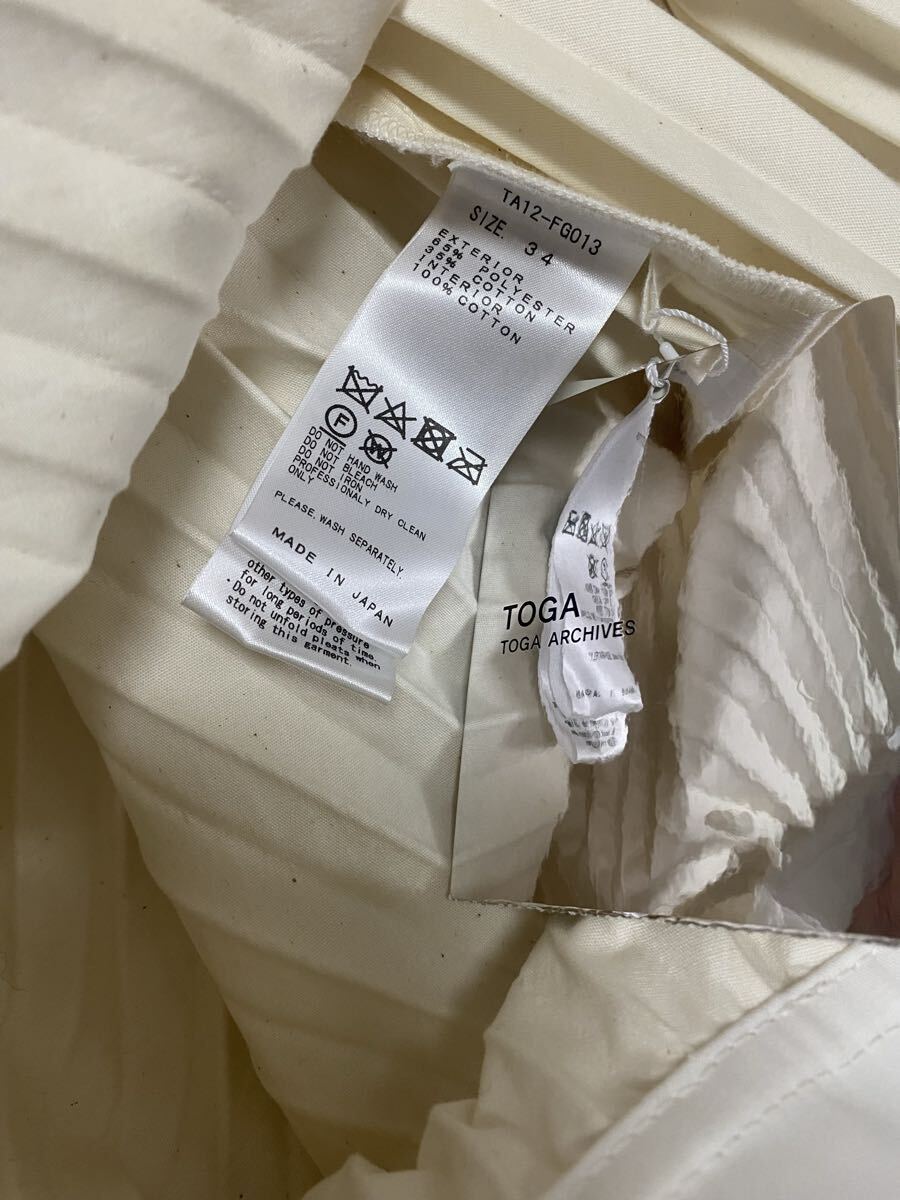 TA12-FG013
SIZE. 34
EXTERIOR
65% POLYESTER
35% COTTON
INTERIOR
100% COTTON
F
DO NOT HAND WASH
DO NOT BLEACH
DO NOT IRON
PROFESSIONALY DRY CLEAN
ONLY
PLEASE WASH SEPARATELY.
MADE IN JAPAN
other types of pressure
for long periods of time.
·Do not unfold pleats when
storing this garment.
TOGA
TOGA ARCHIVES